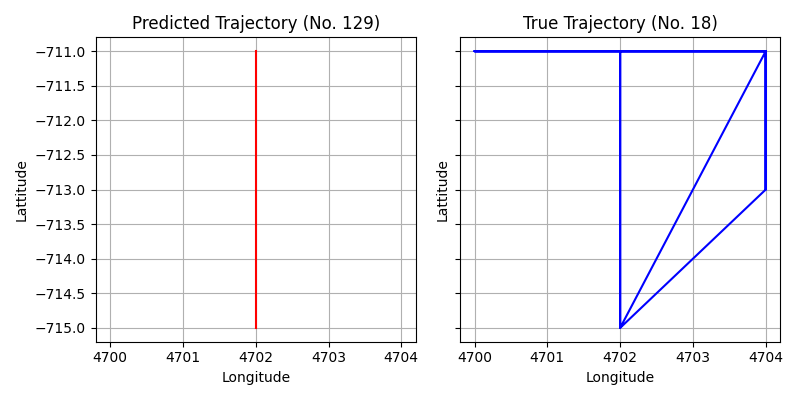 Predicted Trajectory (No. 129)
True Trajectory (No. 18)
−711.0
−711.5
−712.0
−712.5
−713.0
−713.5
−714.0
−714.5
−715.0
Lattitude
Lattitude
4700 4701 4702 4703 4704
4700 4701 4702 4703 4704
Longitude
Longitude